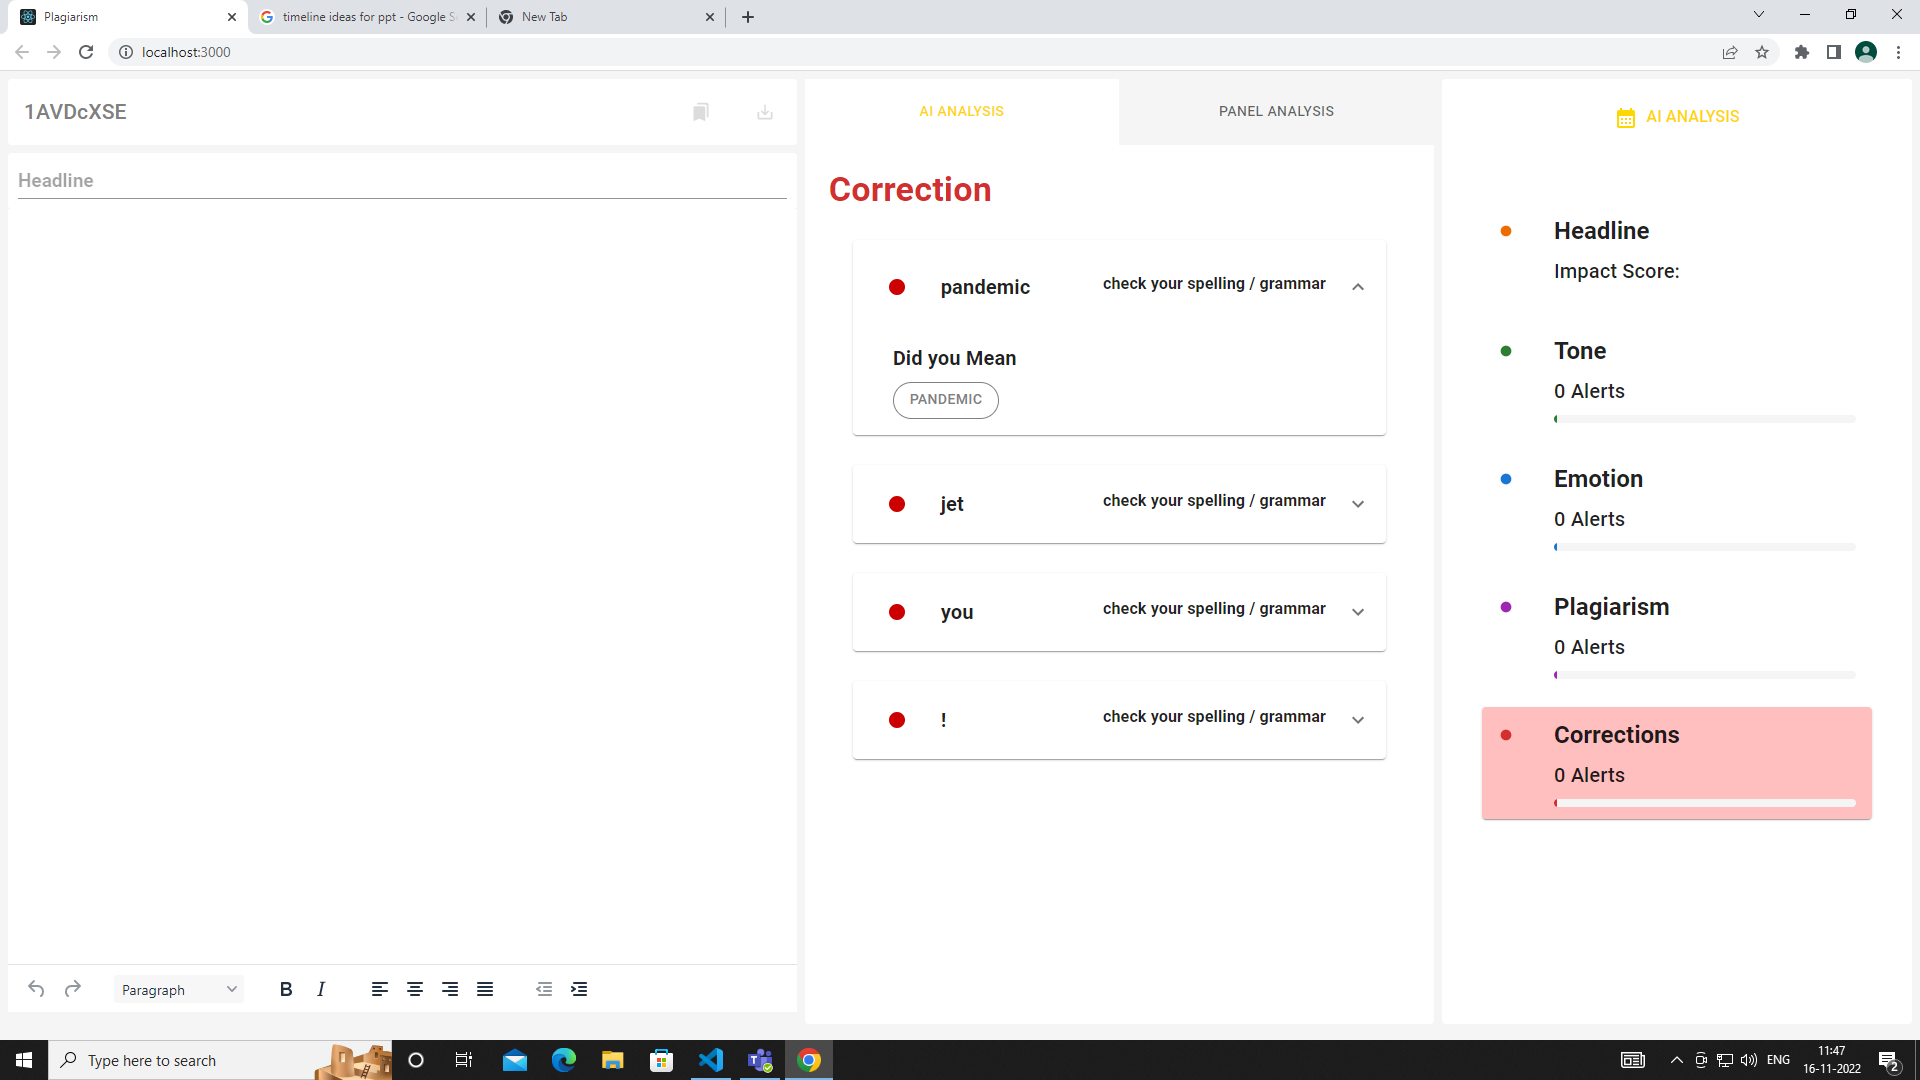 Plagiarism
timeline ideas for ppt - Google S
New Tab
localhost:3000
1AVDcXSE
Headline
Paragraph
B I
AI ANALYSIS
PANEL ANALYSIS
Correction
pandemic
check your spelling / grammar
Did you Mean
PANDEMIC
jet
check your spelling / grammar
you
check your spelling / grammar
!
check your spelling / grammar
AI ANALYSIS
Headline
Impact Score:
Tone
0 Alerts
Emotion
0 Alerts
Plagiarism
0 Alerts
Corrections
0 Alerts
Type here to search
ENG
11:47
16-11-2022
2